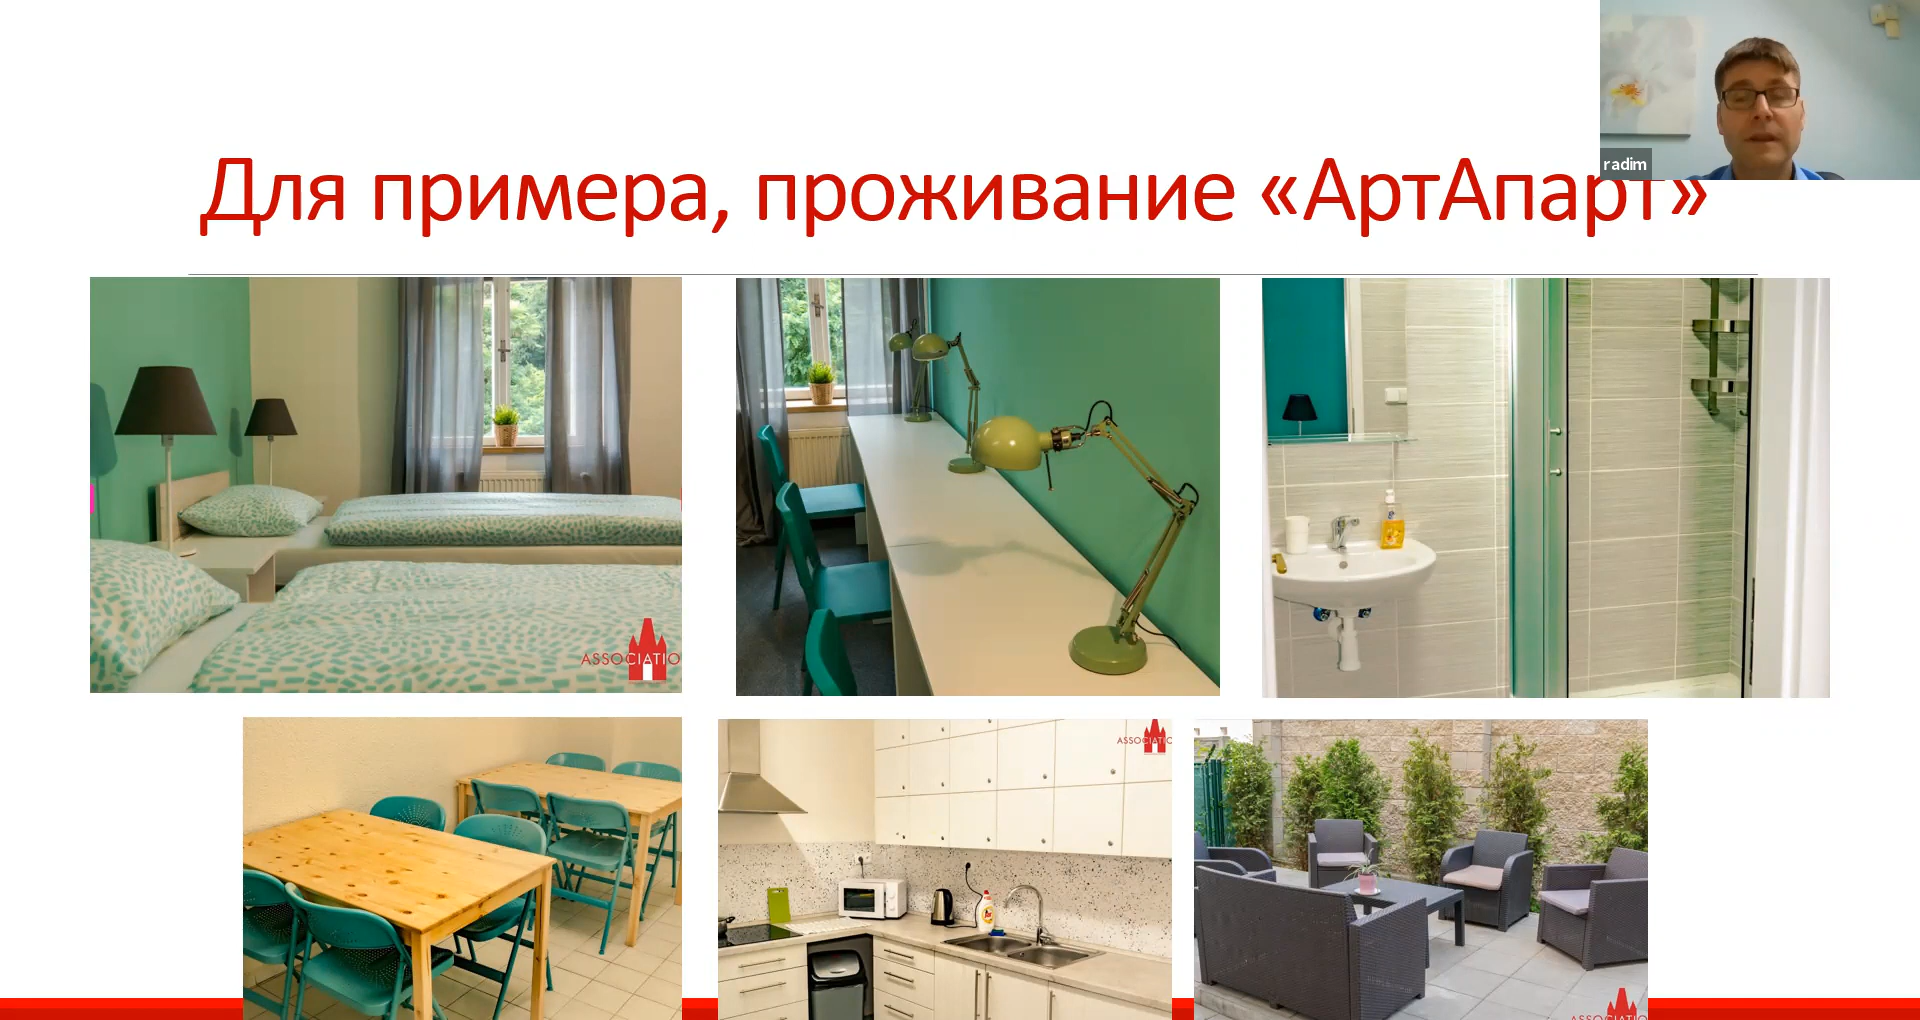 radim
Для примера, проживание «АртАпарт»
ASSOCIATIO
ASSOCIATIO
ASSOCIATIO